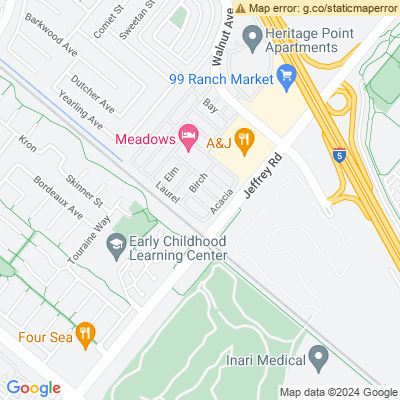 Map error: g.co/staticmaperror
Comet St
Sweetan St
Barkwood Ave
Walnut Ave
Heritage Point
Apartments
Dutcher Ave
99 Ranch Market
Yearling Ave
Bay
Meadows
A&J
Kron
Elm
Laurel
Birch
Acacia
Jeffrey Rd
5
Skinner St
Bordeaux Ave
Touraine Way
Early Childhood
Learning Center
Four Sea
Inari Medical
Google
Map data ©2024 Google